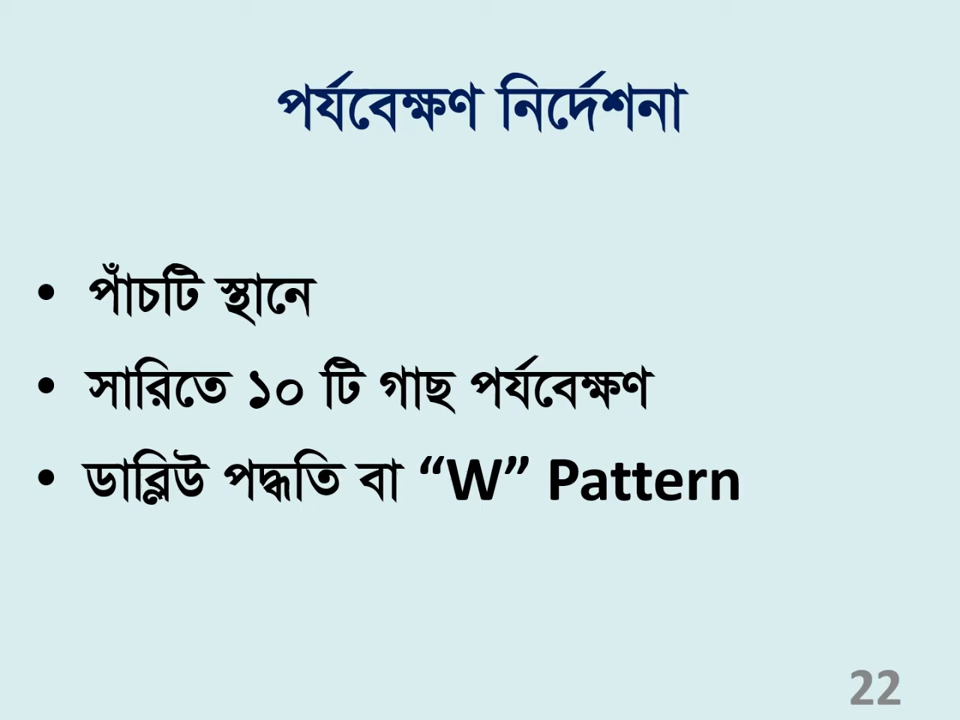 পর্যবেক্ষণ নির্দেশনা
• পাঁচটি স্থানে
• সারিতে ১০ টি গাছ পর্যবেক্ষণ
• ডাব্লিউ পদ্ধতি বা “W” Pattern
22